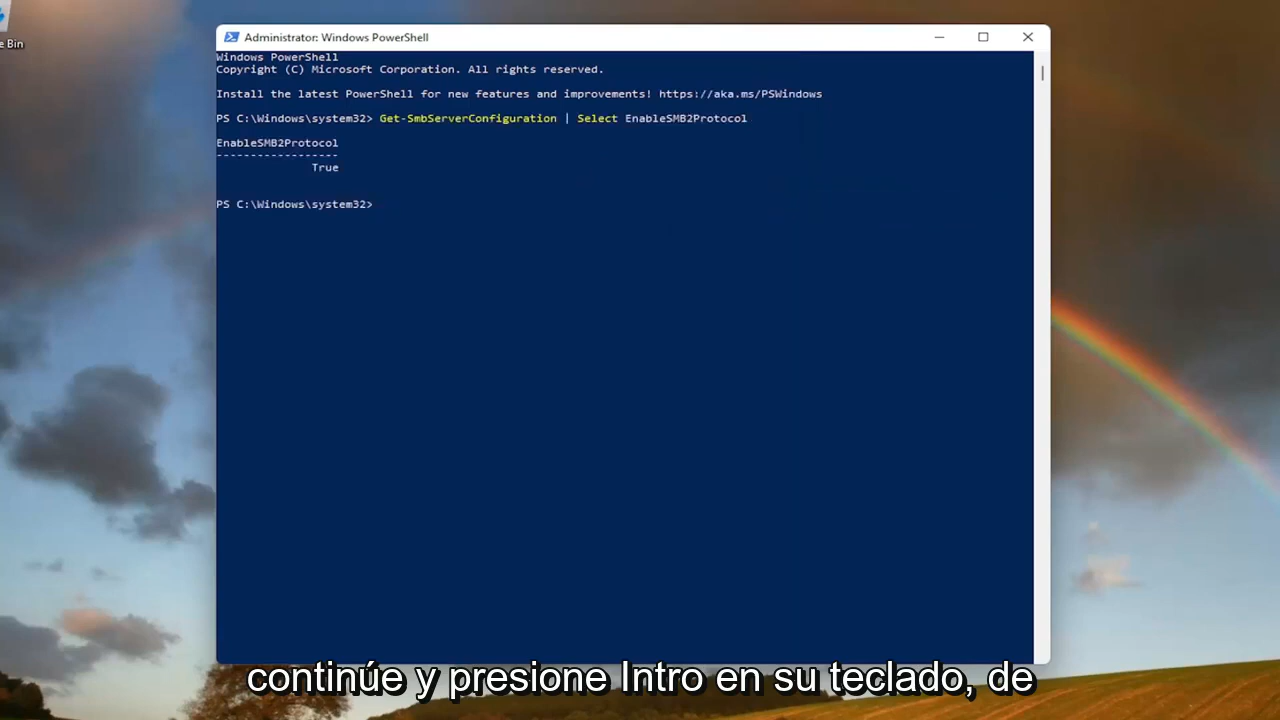 e Bin
Administrator: Windows PowerShell
Windows PowerShell
Copyright (C) Microsoft Corporation. All rights reserved.
Install the latest PowerShell for new features and improvements! https://aka.ms/PSWindows
PS C:\Windows\system32> Get-SmbServerConfiguration | Select EnableSMB2Protocol
EnableSMB2Protocol
------------------
True
PS C:\Windows\system32>
continúe y presione Intro en su teclado, de